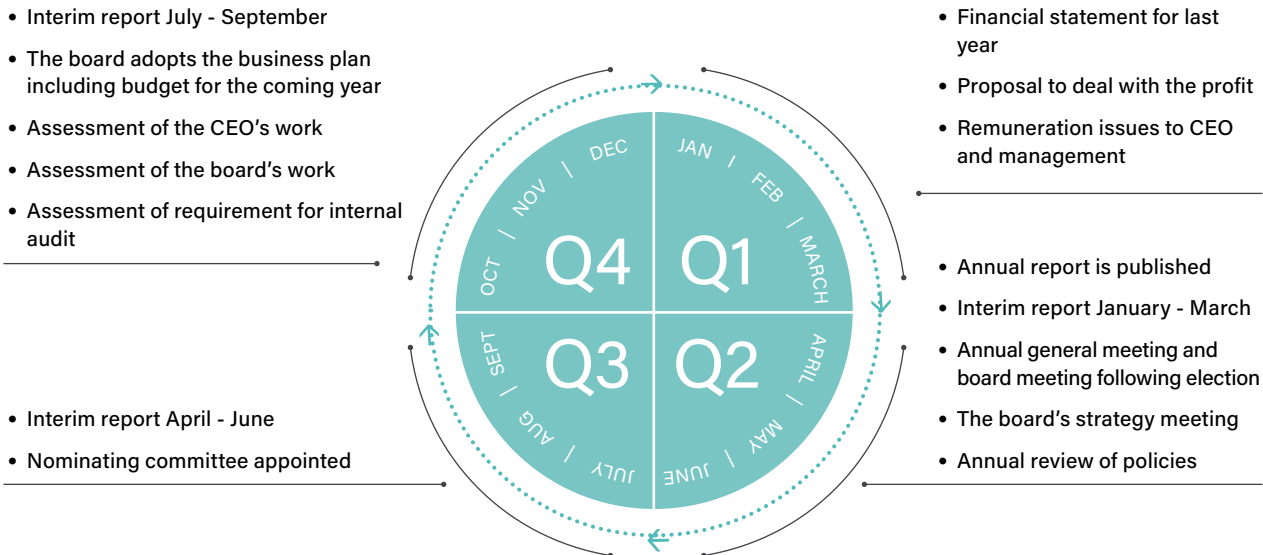 • Interim report July - September
• The board adopts the business plan
including budget for the coming year
• Assessment of the CEO's work
• Assessment of the board's work
• Assessment of requirement for internal
audit
• Financial statement for last
year
• Proposal to deal with the profit
• Remuneration issues to CEO
and management
OCT | NOV | DEC
JAN | FEB | MARCH
Q4
Q1
Q3
Q2
SEPT | AUG | JULY
APRIL | MAY | JUNE
• Annual report is published
• Interim report January - March
• Annual general meeting and
board meeting following election
• The board's strategy meeting
• Annual review of policies
• Interim report April - June
• Nominating committee appointed